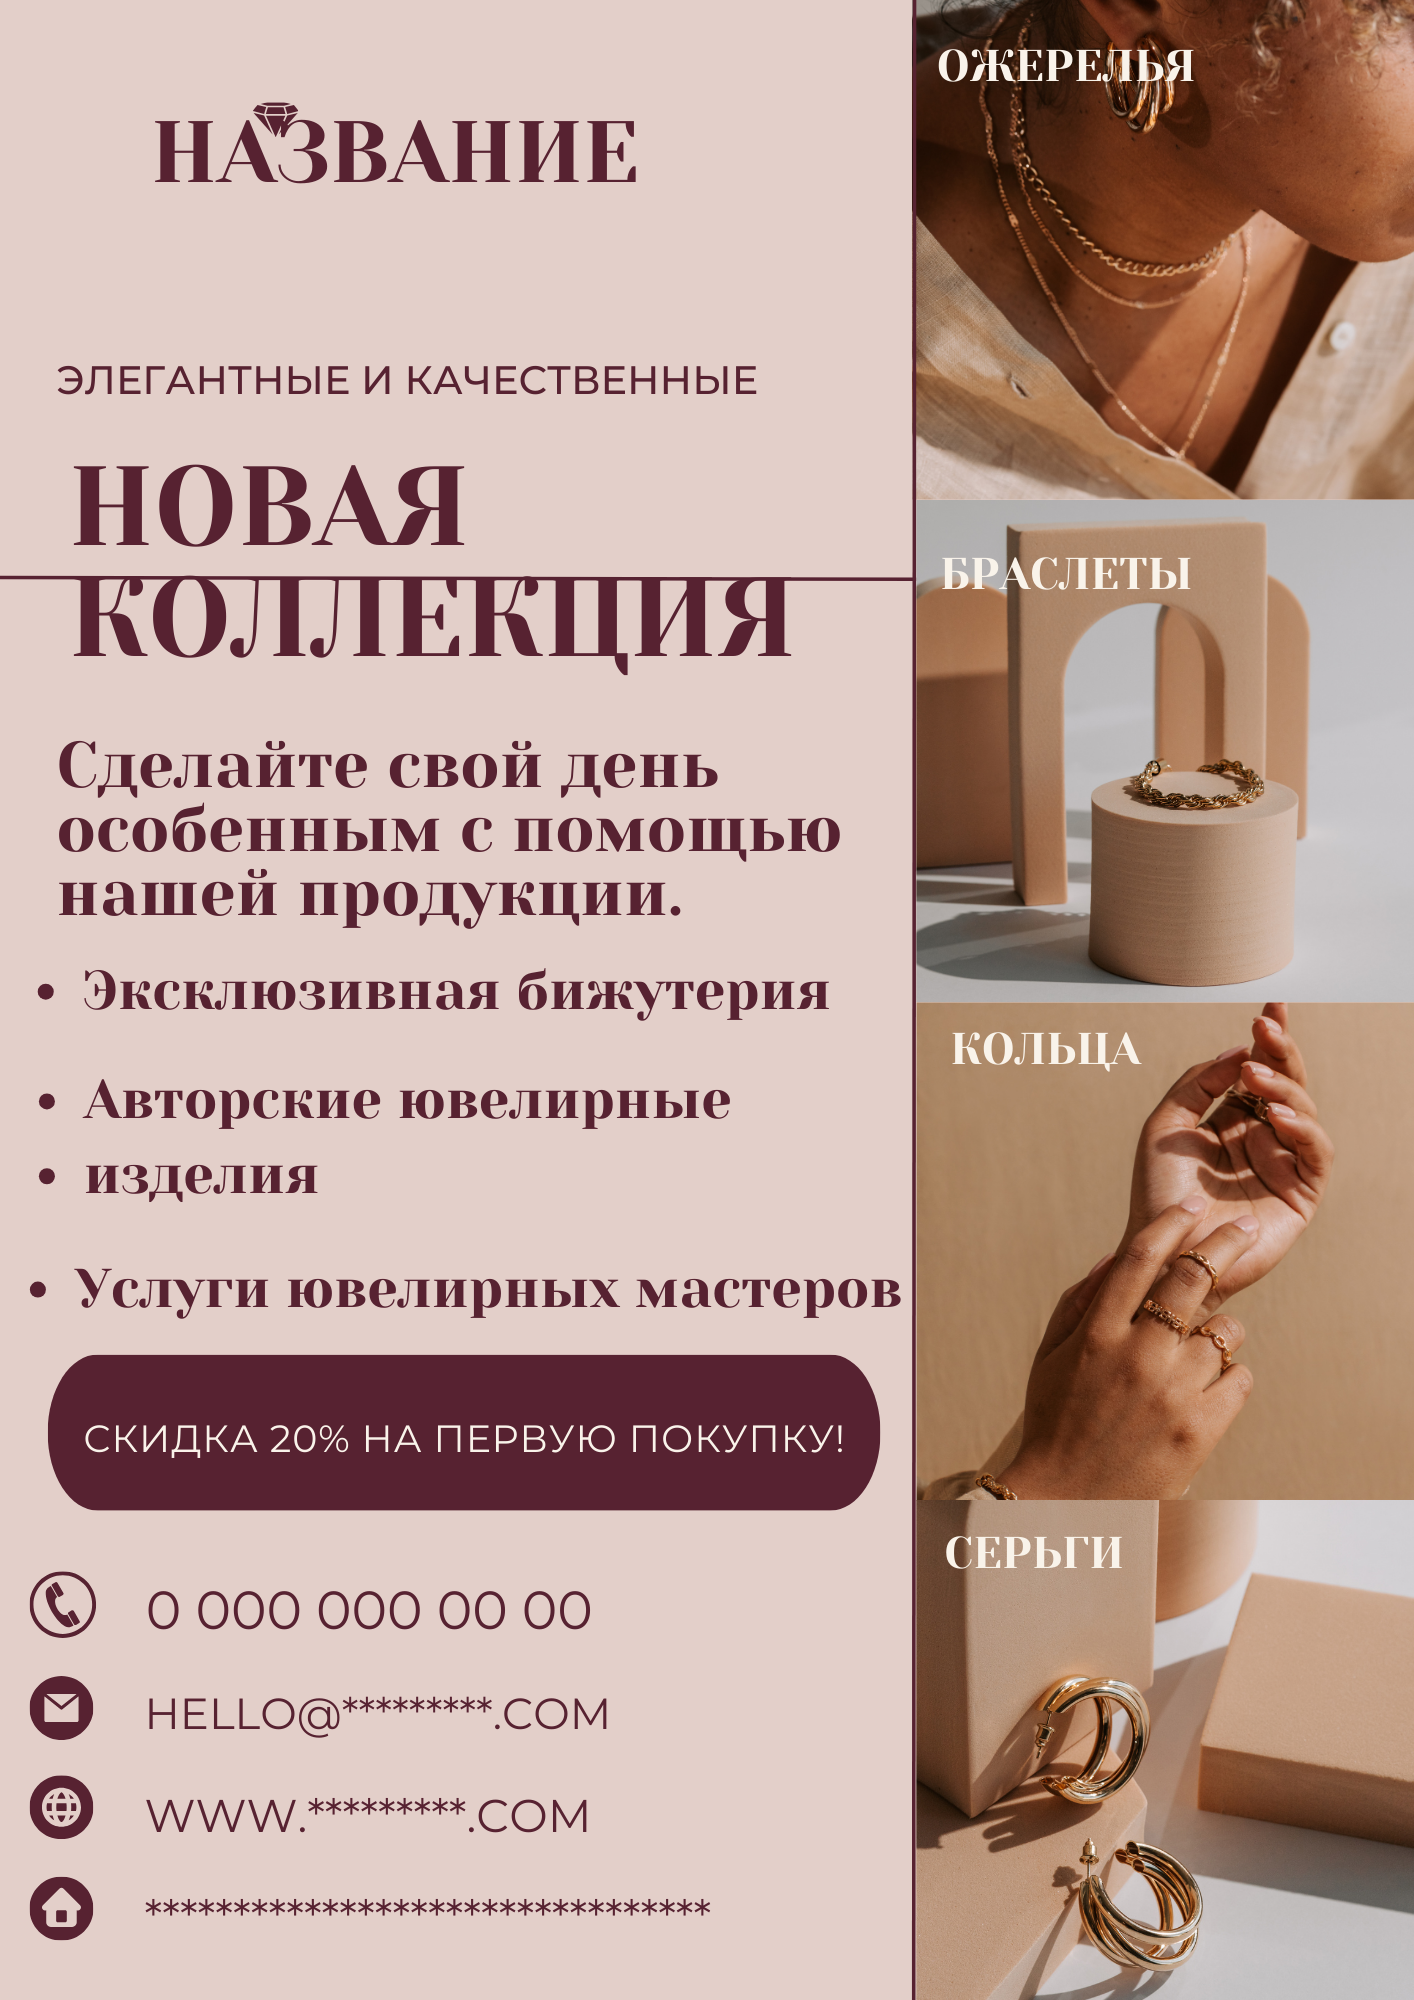 НАЗВАНИЕ
ЭЛЕГАНТНЫЕ И КАЧЕСТВЕННЫЕ
НОВАЯ
КОЛЛЕКЦИЯ
Сделайте свой день
особенным с помощью
нашей продукции.
• Эксклюзивная бижутерия
• Авторские ювелирные
• изделия
• Услуги ювелирных мастеров
СКИДКА 20% НА ПЕРВУЮ ПОКУПКУ!
0 000 000 00 00
HELLO@*********.COM
WWW.*********.COM
********************************
ОЖЕРЕЛЬЯ
БРАСЛЕТЫ
КОЛЬЦА
СЕРЬГИ